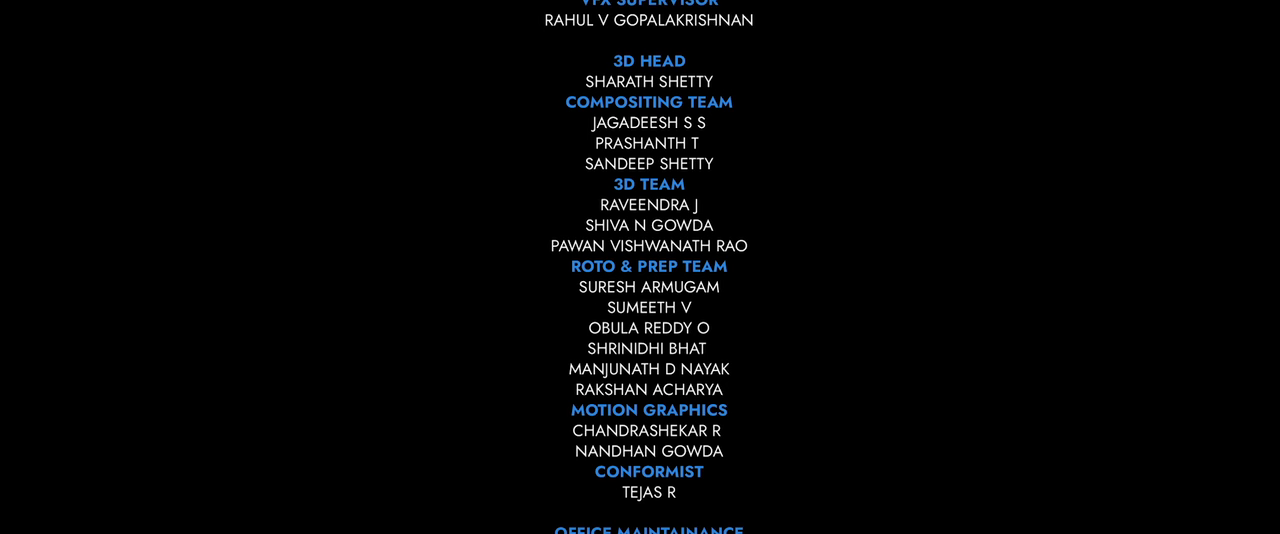 VFX SUPERVISOR
RAHUL V GOPALAKRISHNAN
3D HEAD
SHARATH SHETTY
COMPOSITING TEAM
JAGADEESH S S
PRASHANTH T
SANDEEP SHETTY
3D TEAM
RAVEENDRA J
SHIVA N GOWDA
PAWAN VISHWANATH RAO
ROTO & PREP TEAM
SURESH ARMUGAM
SUMEETH V
OBULA REDDY O
SHRINIDHI BHAT
MANJUNATH D NAYAK
RAKSHAN ACHARYA
MOTION GRAPHICS
CHANDRASHEKAR R
NANDHAN GOWDA
CONFORMIST
TEJAS R
OFFICE MAINTAINANCE